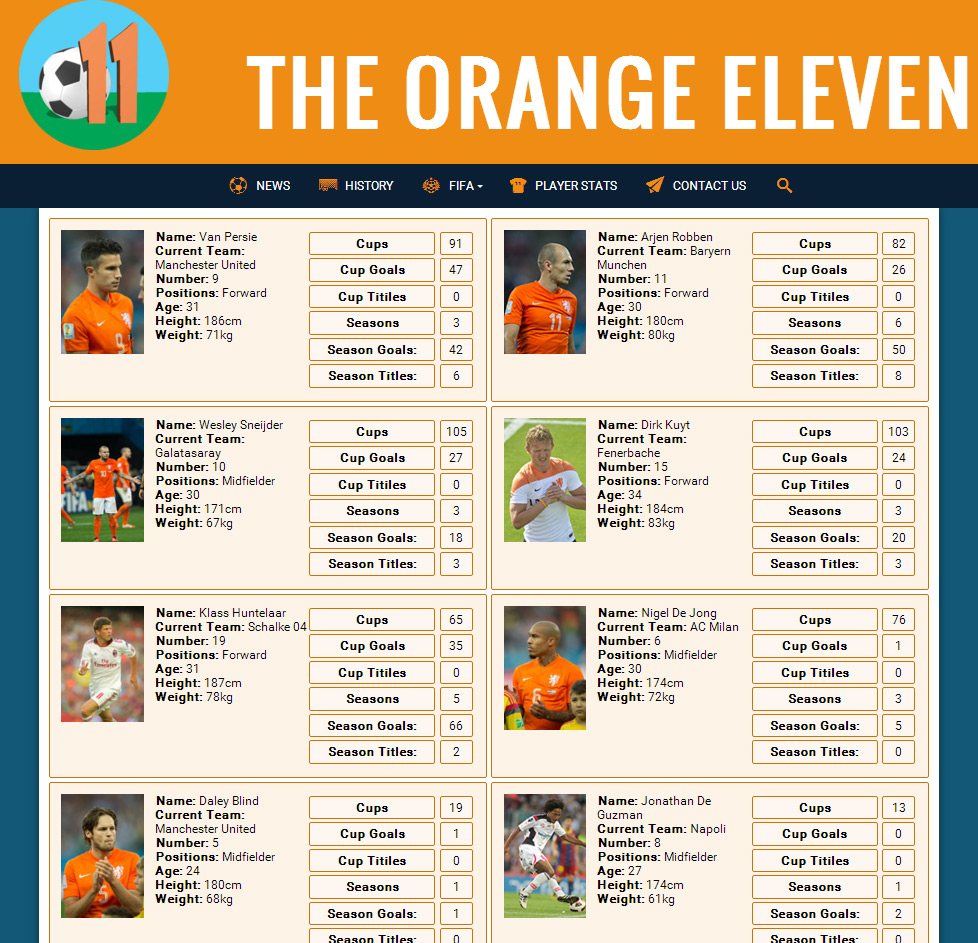 11
THE ORANGE ELEVEN
NEWS HISTORY FIFA PLAYER STATS CONTACT US
Name: Van Persie
Current Team:
Manchester United
Number: 9
Positions: Forward
Age: 31
Height: 186cm
Weight: 71kg
Cups 91
Cup Goals 47
Cup Titiles 0
Seasons 3
Season Goals: 42
Season Titles: 6
Name: Arjen Robben
Current Team: Baryern
Munchen
Number: 11
Positions: Forward
Age: 30
Height: 180cm
Weight: 80kg
Cups 82
Cup Goals 26
Cup Titiles 0
Seasons 6
Season Goals: 50
Season Titles: 8
Name: Wesley Sneijder
Current Team:
Galatasaray
Number: 10
Positions: Midfielder
Age: 30
Height: 171cm
Weight: 67kg
Cups 105
Cup Goals 27
Cup Titiles 0
Seasons 3
Season Goals: 18
Season Titles: 3
Name: Dirk Kuyt
Current Team:
Fenerbache
Number: 15
Positions: Forward
Age: 34
Height: 184cm
Weight: 83kg
Cups 103
Cup Goals 24
Cup Titiles 0
Seasons 3
Season Goals: 20
Season Titles: 3
Name: Klass Huntelaar
Current Team: Schalke 04
Number: 19
Positions: Forward
Age: 31
Height: 187cm
Weight: 78kg
Cups 65
Cup Goals 35
Cup Titiles 0
Seasons 5
Season Goals: 66
Season Titles: 2
Name: Nigel De Jong
Current Team: AC Milan
Number: 6
Positions: Midfielder
Age: 30
Height: 174cm
Weight: 72kg
Cups 76
Cup Goals 1
Cup Titiles 0
Seasons 3
Season Goals: 5
Season Titles: 0
Name: Daley Blind
Current Team:
Manchester United
Number: 5
Positions: Midfielder
Age: 24
Height: 180cm
Weight: 68kg
Cups 19
Cup Goals 1
Cup Titiles 0
Seasons 1
Season Goals: 1
Season Titles: 0
Name: Jonathan De
Guzman
Current Team: Napoli
Number: 8
Positions: Midfielder
Age: 27
Height: 174cm
Weight: 61kg
Cups 13
Cup Goals 0
Cup Titiles 0
Seasons 1
Season Goals: 2
Season Titles: 0